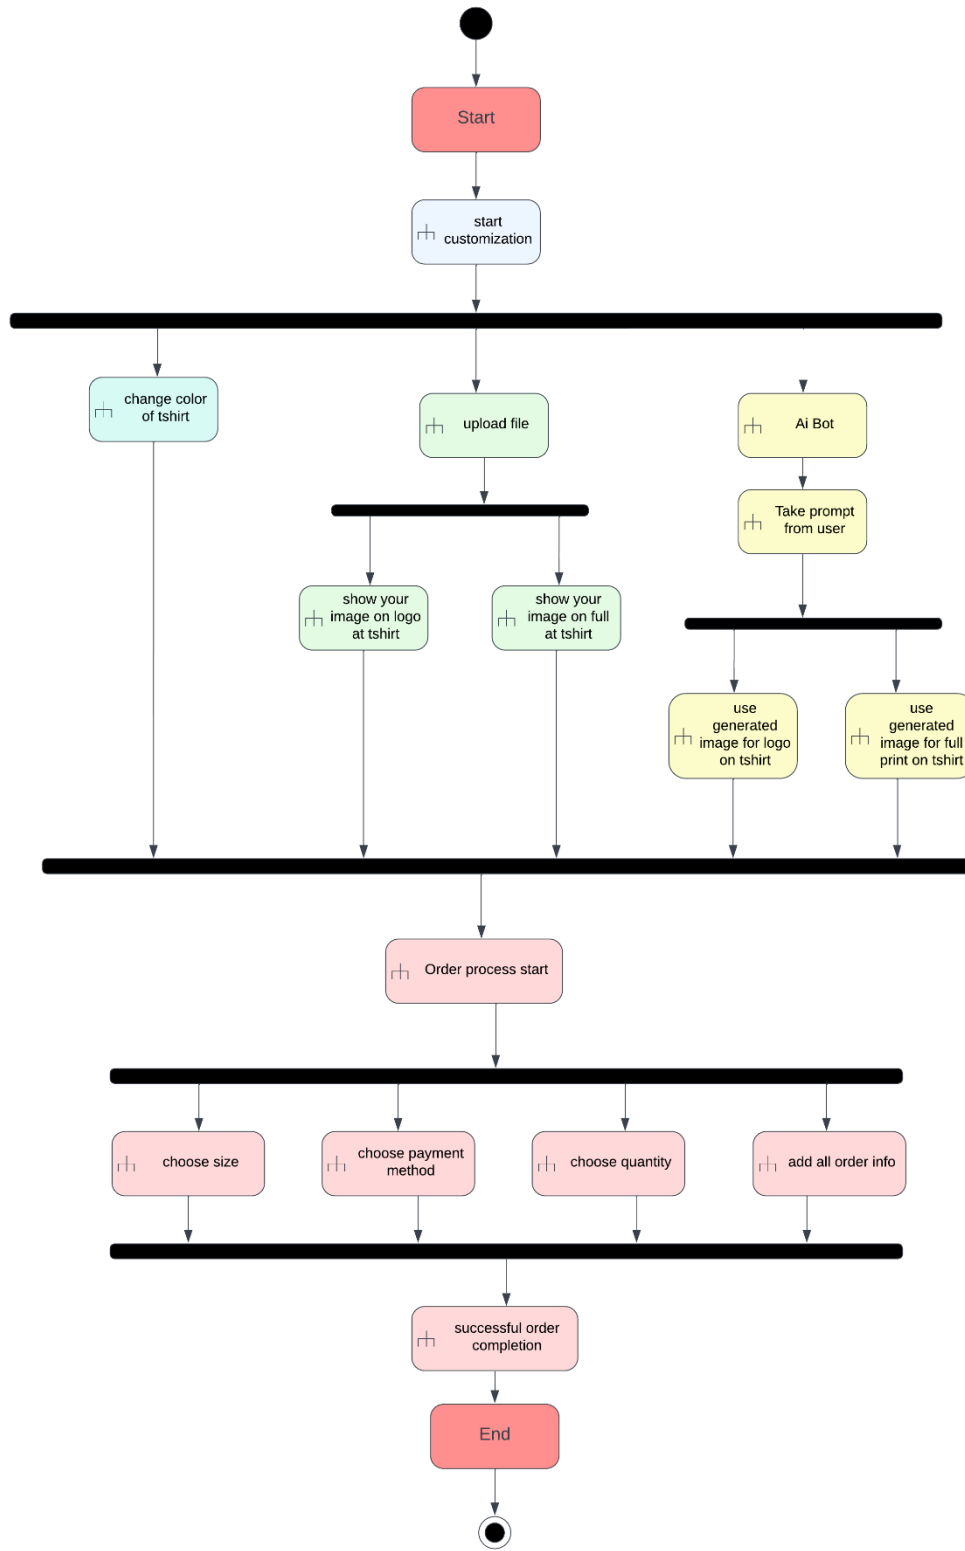 Start
start
customization
change color
of tshirt
upload file
Ai Bot
Take prompt
from user
show your
image on logo
at tshirt
show your
image on full
at tshirt
use
generated
image for logo
on tshirt
use
generated
image for full
print on tshirt
Order process start
choose size
choose payment
method
choose quantity
add all order info
successful order
completion
End